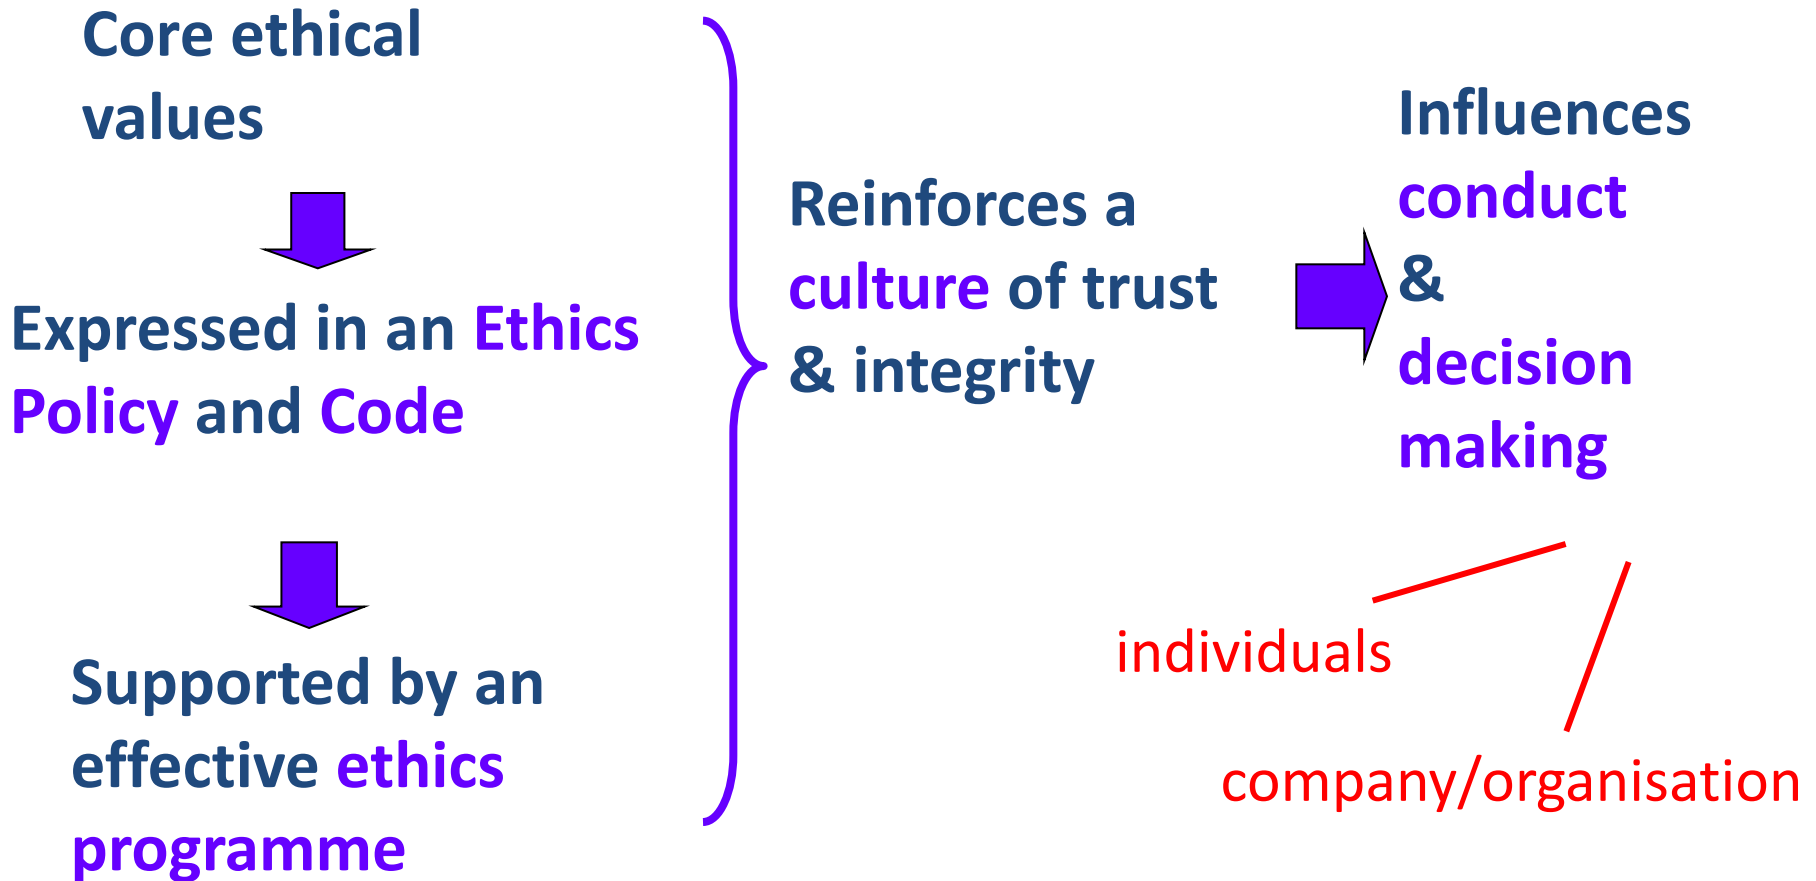 Core ethical
values
Expressed in an Ethics
Policy and Code
Supported by an
effective ethics
programme
Reinforces a
culture of trust
& integrity
Influences
conduct
&
decision
making
individuals
company/organisation